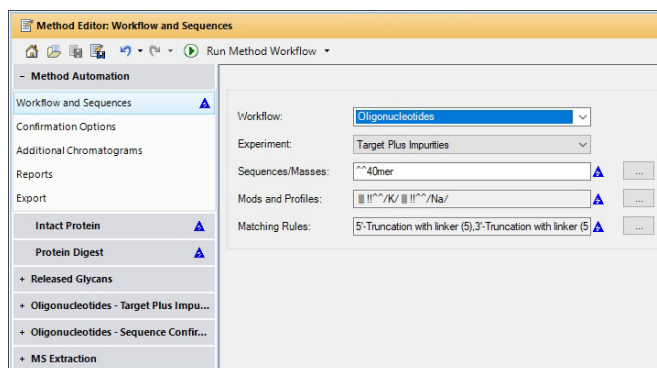 Method Editor: Workflow and Sequences
Run Method Workflow
− Method Automation
Workflow and Sequences
Confirmation Options
Additional Chromatograms
Reports
Export
Intact Protein
Protein Digest
+ Released Glycans
+ Oligonucleotides - Target Plus Impu...
+ Oligonucleotides - Sequence Confir...
+ MS Extraction
Workflow: Oligonucleotides
Experiment: Target Plus Impurities
Sequences/Masses: ^^40mer ...
Mods and Profiles: !!^^/K/ !!^^/Na/ ...
Matching Rules: 5'-Truncation with linker (5),3'-Truncation with linker (5 ...